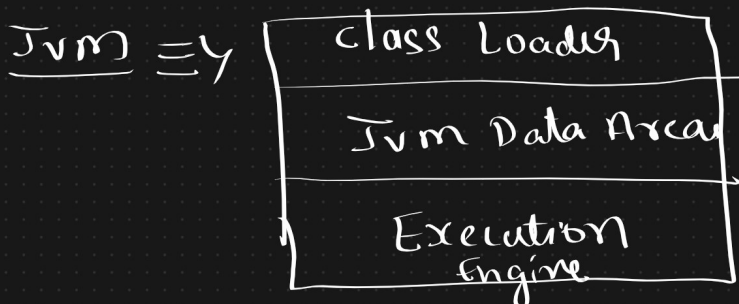 Jvm =>
Class Loader
Jvm Data Area
Execution
Engine